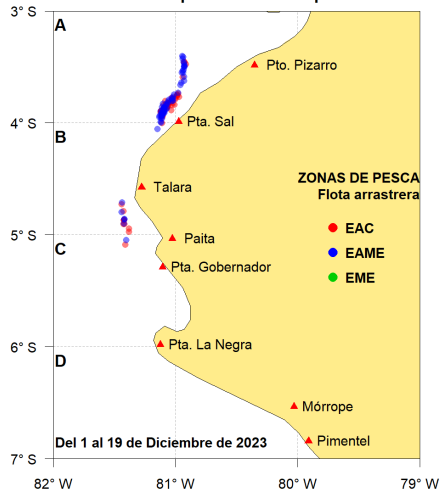 3° S
A
Pto. Pizarro
4° S
Pta. Sal
B
ZONAS DE PESCA
Talara
Flota arrastrera
EAC
5° S
Paita
EAME
C
Pta. Gobernador
EME
6° S
Pta. La Negra
D
Mórrope
Del 1 al 19 de Diciembre de 2023
Pimentel
7° S
82° W
81° W
80° W
79° W